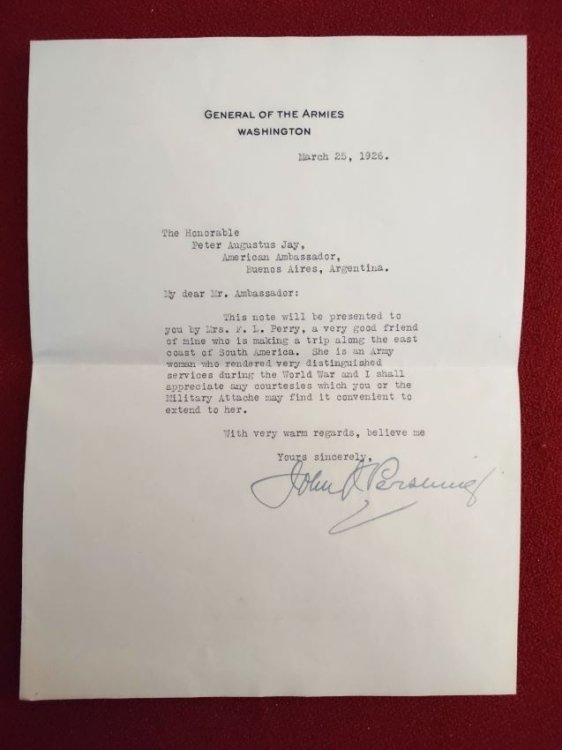 GENERAL OF THE ARMIES
WASHINGTON
March 25, 1926.
The Honorable
Peter Augustus Jay,
American Ambassador,
Buenos Aires, Argentina.
My dear Mr. Ambassador:
This note will be presented to
you by Mrs. F. L. Perry, a very good friend
of mine who is making a trip along the east
coast of South America. She is an Army
woman who rendered very distinguished
services during the World War and I shall
appreciate any courtesies which you or the
Military Attache may find it convenient to
extend to her.
With very warm regards, believe me
Yours sincerely,
John J Pershing